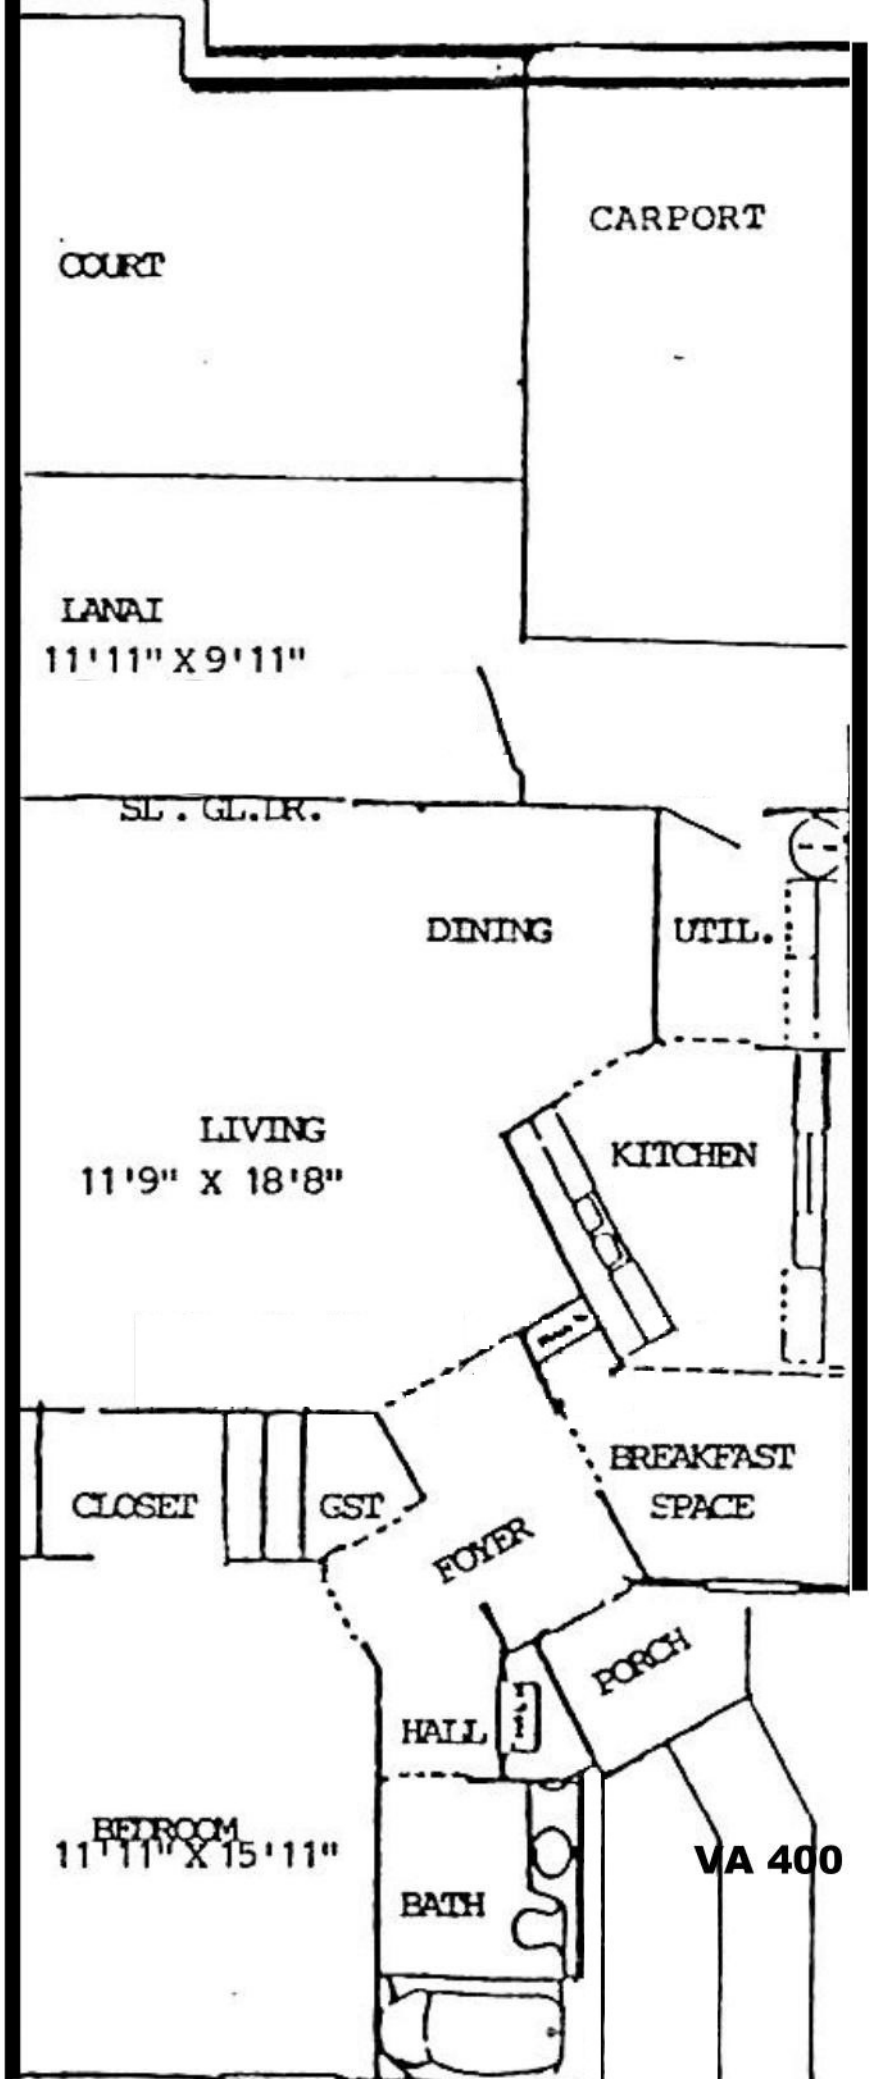 CARPORT
COURT
LANAI
11'11" X 9'11"
SL. GL.DR.
DINING
UTIL.
LIVING
11'9" X 18'8"
KITCHEN
BREAKFAST
SPACE
CLOSET
GST
FOYER
PORCH
HALL
BEDROOM
11'11" X 15'11"
VA 400
BATH